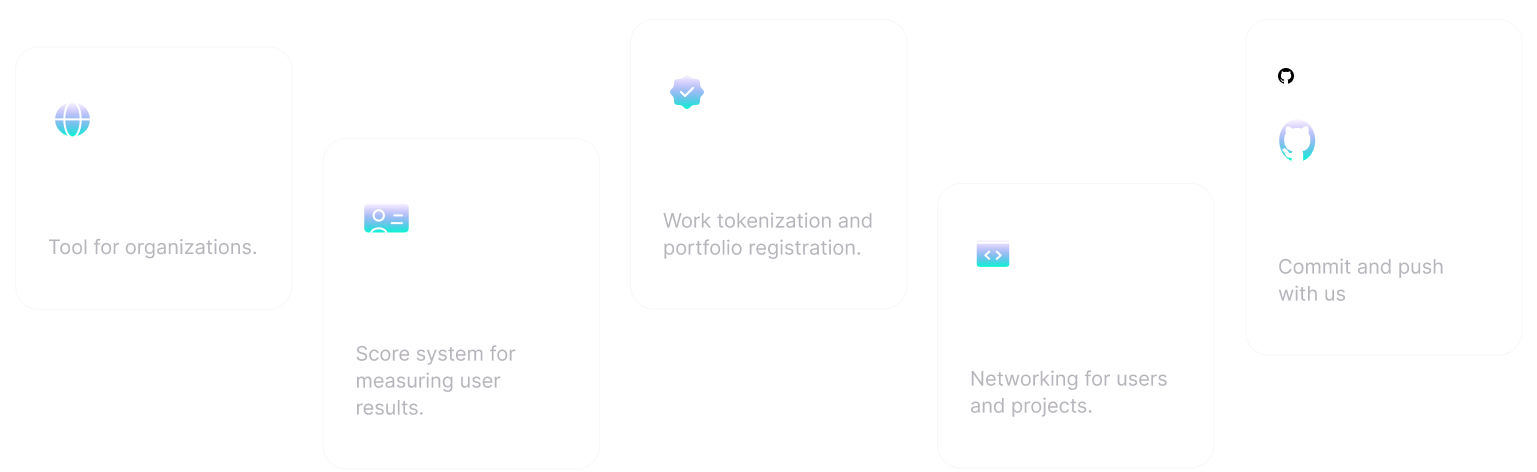 Tool for organizations.
Score system for
measuring user
results.
Work tokenization and
portfolio registration.
Networking for users
and projects.
Commit and push
with us